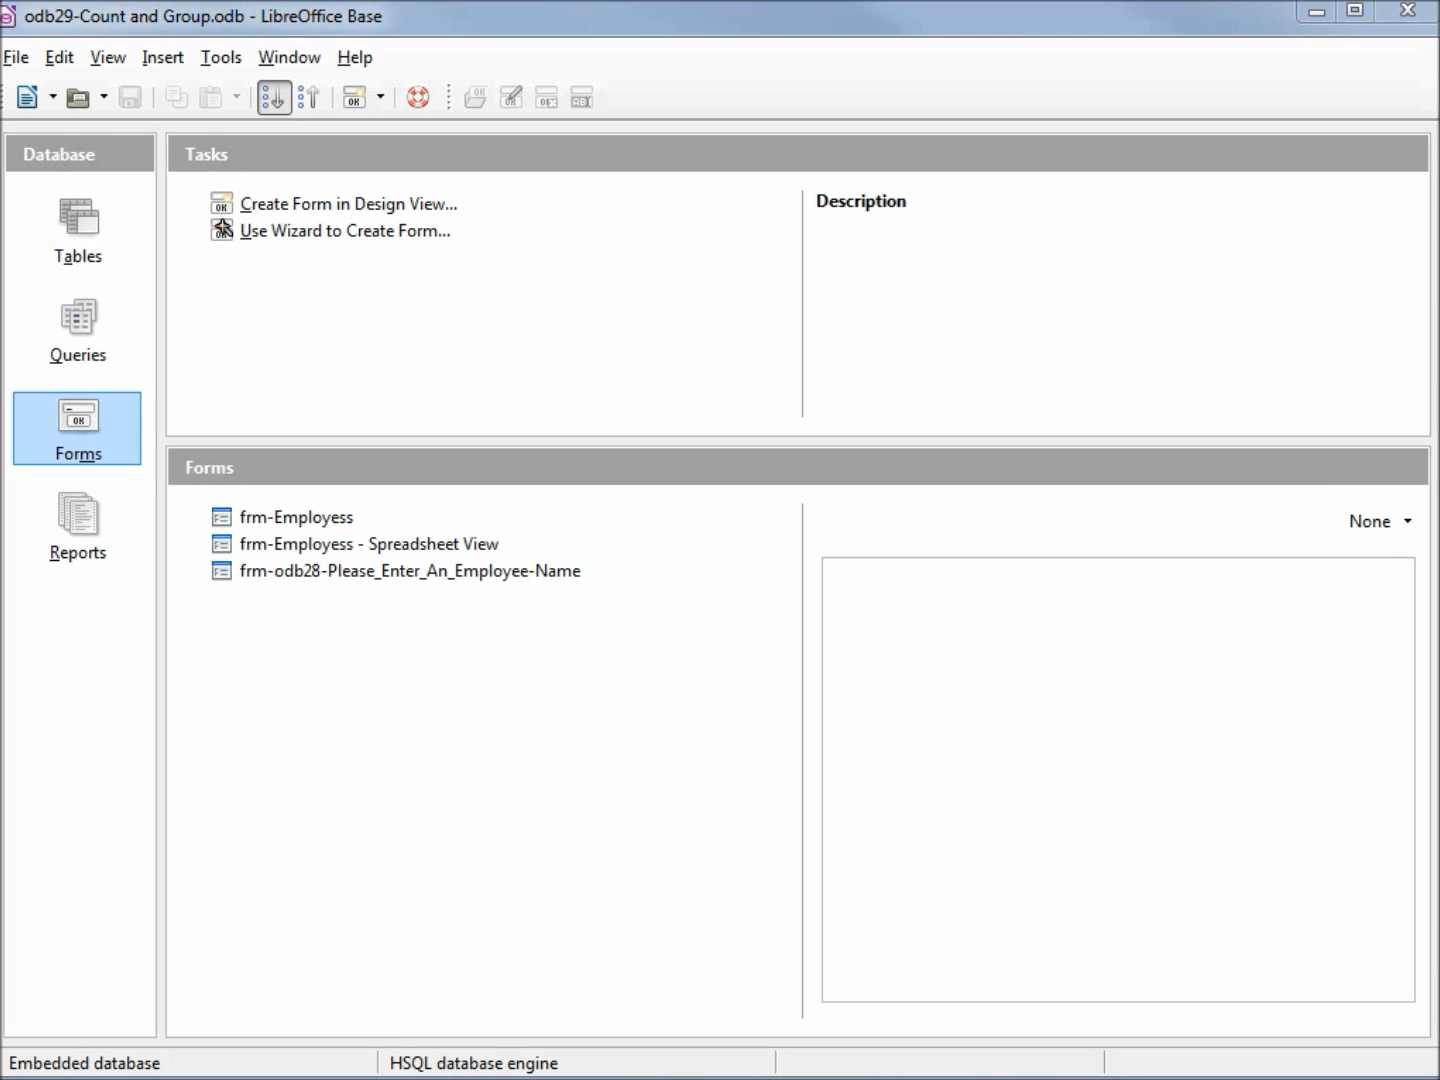 odb29-Count and Group.odb - LibreOffice Base
File Edit View Insert Tools Window Help
Database
Tasks
Create Form in Design View...
Use Wizard to Create Form...
Description
Tables
Queries
Forms
Reports
Forms
frm-Employess
frm-Employess - Spreadsheet View
frm-odb28-Please_Enter_An_Employee-Name
None
Embedded database
HSQL database engine